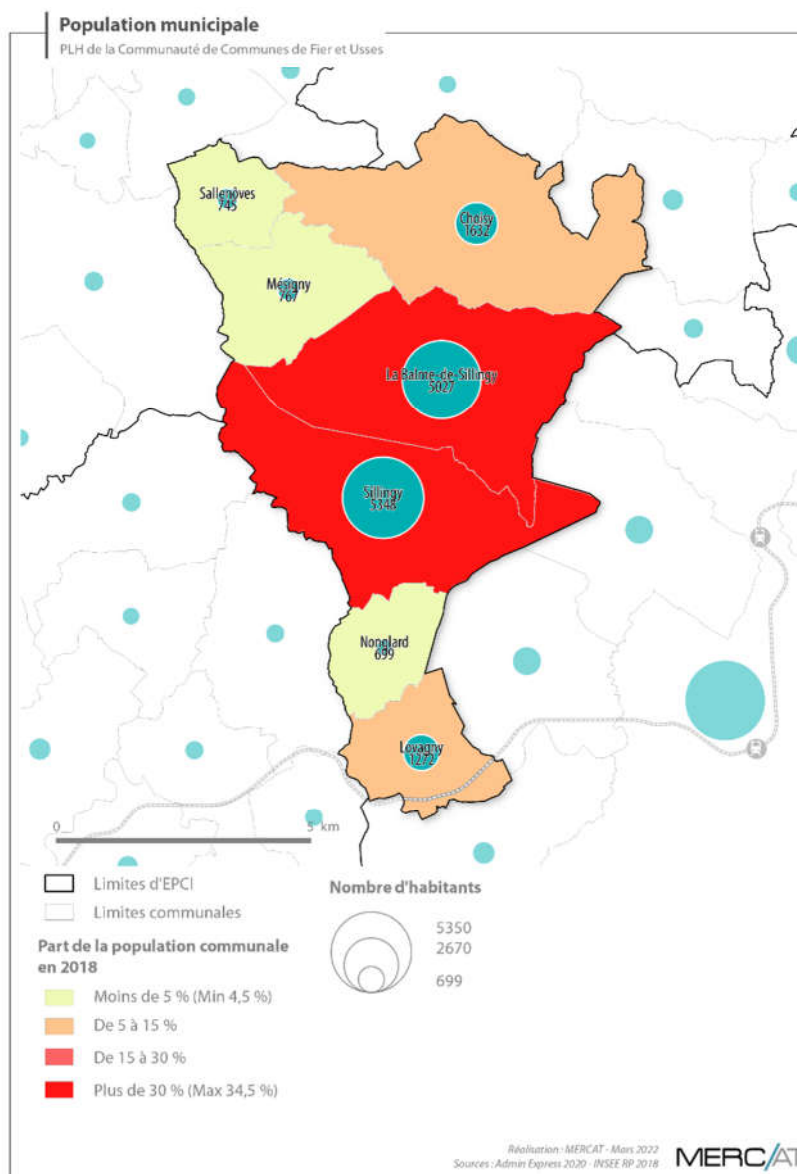 Population municipale
PLH de la Communauté de Communes de Fier et Usses
Sallenôves
745
Choisy
1632
Mésigny
767
La Balme-de-Sillingy
5027
Sillingy
5348
Nonglard
699
Lovagny
1272
0
5 km
Limites d'EPCI
Limites communales
Part de la population communale
en 2018
Moins de 5 % (Min 4,5 %)
De 5 à 15 %
De 15 à 30 %
Plus de 30 % (Max 34,5 %)
Nombre d'habitants
5350
2670
699
Réalisation : MERCAT - Mars 2022
Sources : Admin Express 2020 - INSEE RP 2018
MERC/AT